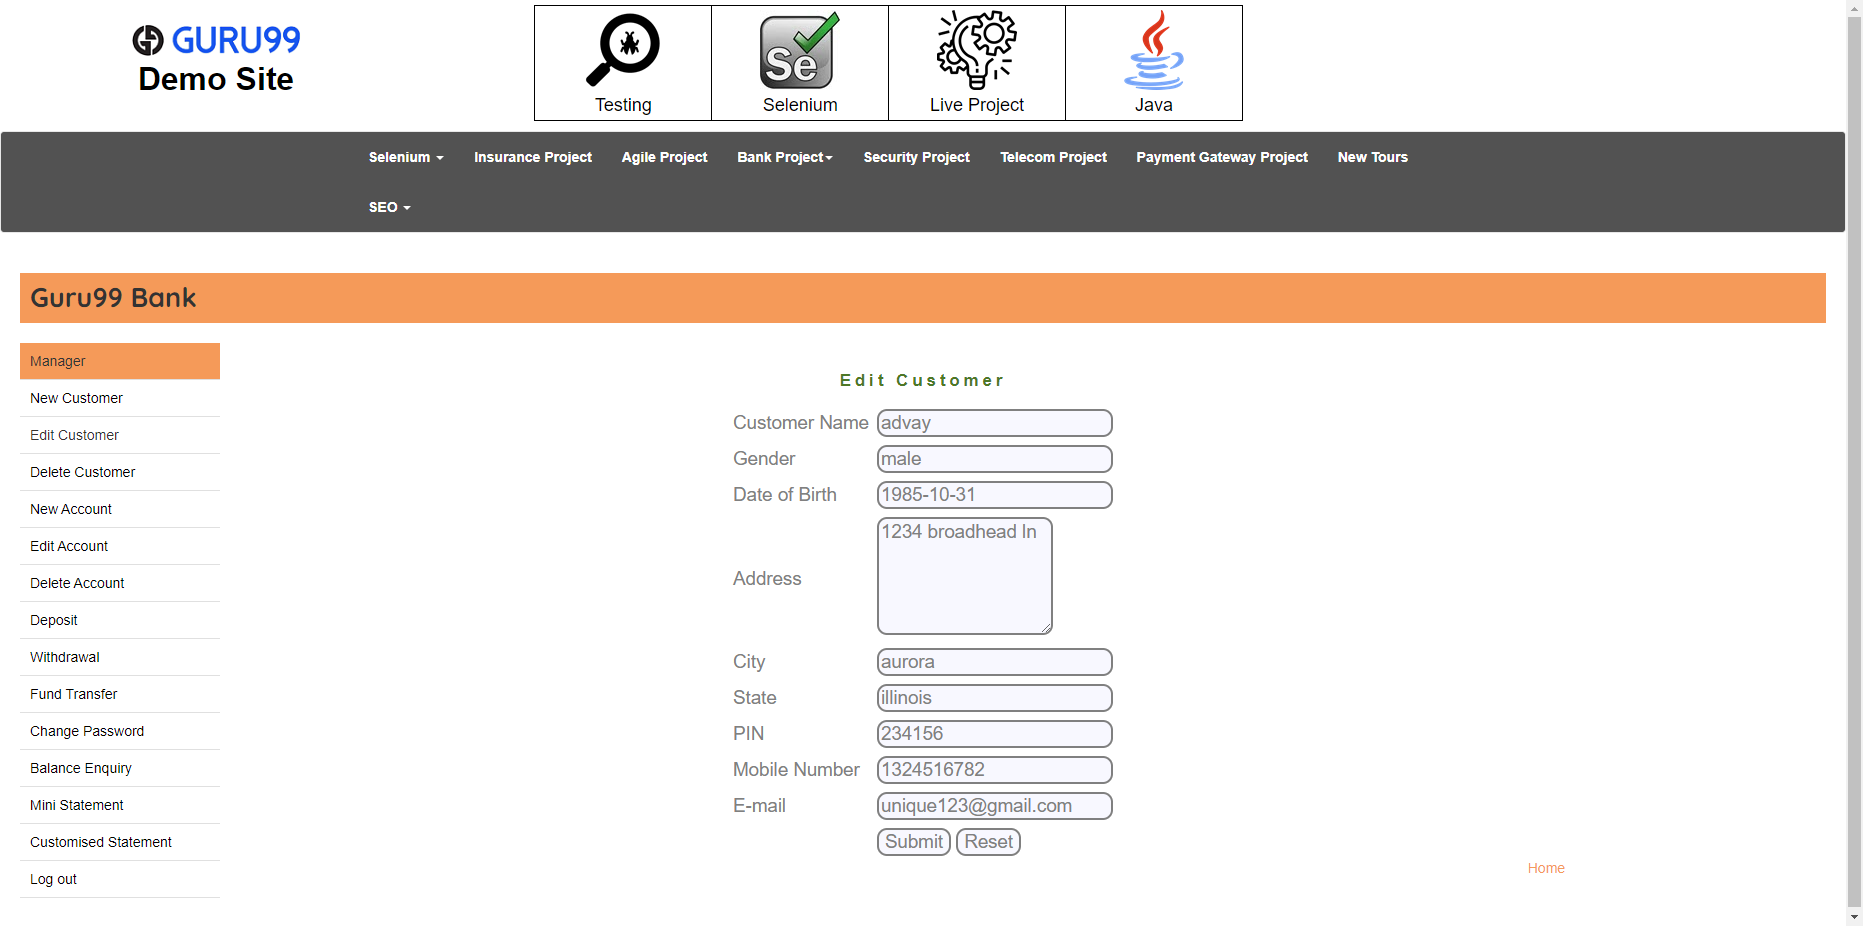 GURU99
Demo Site
Testing
Se
Selenium
Live Project
Java
Selenium
Insurance Project
Agile Project
Bank Project
Security Project
Telecom Project
Payment Gateway Project
New Tours
SEO
Guru99 Bank
Manager
New Customer
Edit Customer
Delete Customer
New Account
Edit Account
Delete Account
Deposit
Withdrawal
Fund Transfer
Change Password
Balance Enquiry
Mini Statement
Customised Statement
Log out
Edit Customer
Customer Name advay
Gender male
Date of Birth 1985-10-31
Address 1234 broadhead ln
City aurora
State illinois
PIN 234156
Mobile Number 1324516782
E-mail unique123@gmail.com
Submit Reset
Home